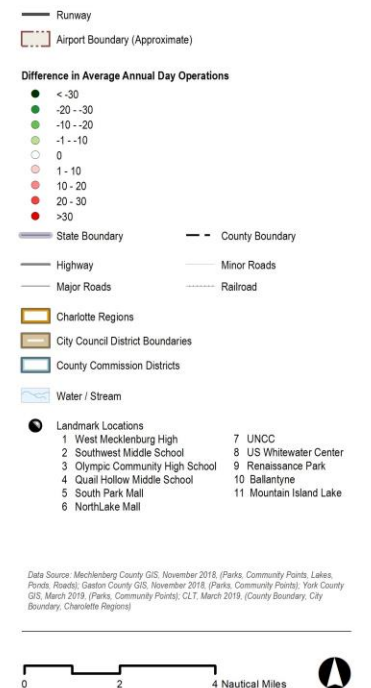 Runway
Airport Boundary (Approximate)
Difference in Average Annual Day Operations
< -30
-20 - -30
-10 - -20
-1 - -10
0
1 - 10
10 - 20
20 - 30
>30
State Boundary
County Boundary
Highway
Minor Roads
Major Roads
Railroad
Charlotte Regions
City Council District Boundaries
County Commission Districts
Water / Stream
Landmark Locations
1 West Mecklenburg High
2 Southwest Middle School
3 Olympic Community High School
4 Quail Hollow Middle School
5 South Park Mall
6 NorthLake Mall
7 UNCC
8 US Whitewater Center
9 Renaissance Park
10 Ballantyne
11 Mountain Island Lake
Data Source: Mechlenberg County GIS, November 2018, (Parks, Community Points, Lakes,
Ponds, Roads); Gaston County GIS, November 2018, (Parks, Community Points); York County
GIS, March 2019, (Parks, Community Points); CLT, March 2019, (County Boundary, City
Boundary, Charolette Regions)
0 2 4 Nautical Miles